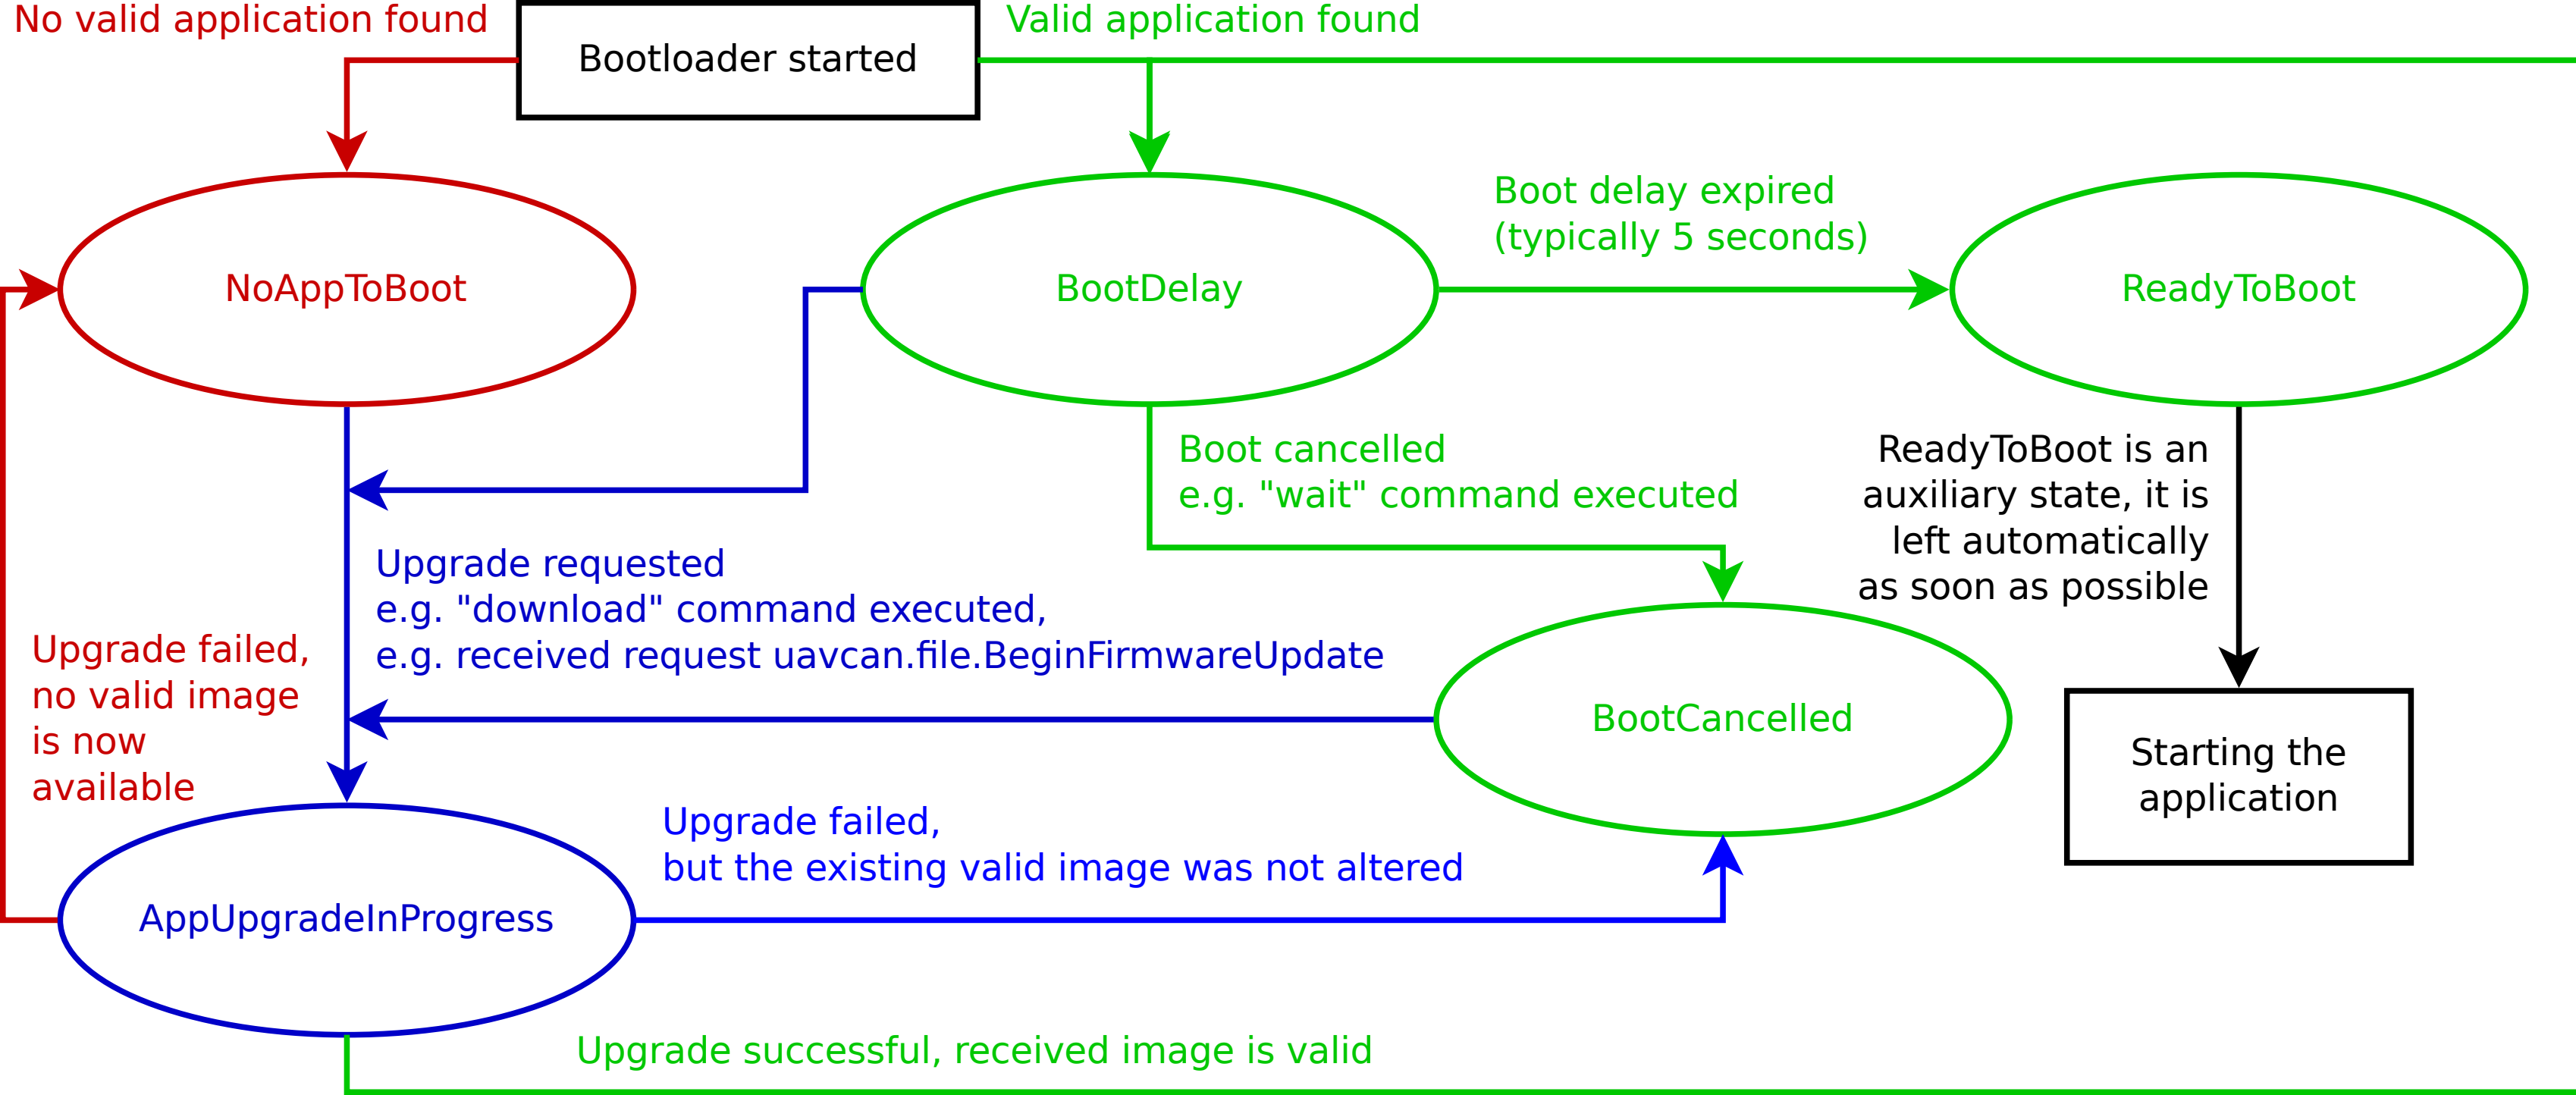 No valid application found
Bootloader started
Valid application found
Boot delay expired
(typically 5 seconds)
NoAppToBoot
BootDelay
ReadyToBoot
Boot cancelled
e.g. "wait" command executed
ReadyToBoot is an
auxiliary state, it is
left automatically
as soon as possible
Upgrade requested
e.g. "download" command executed,
e.g. received request uavcan.file.BeginFirmwareUpdate
Upgrade failed,
no valid image
is now
available
BootCancelled
Starting the
application
Upgrade failed,
but the existing valid image was not altered
AppUpgradeInProgress
Upgrade successful, received image is valid